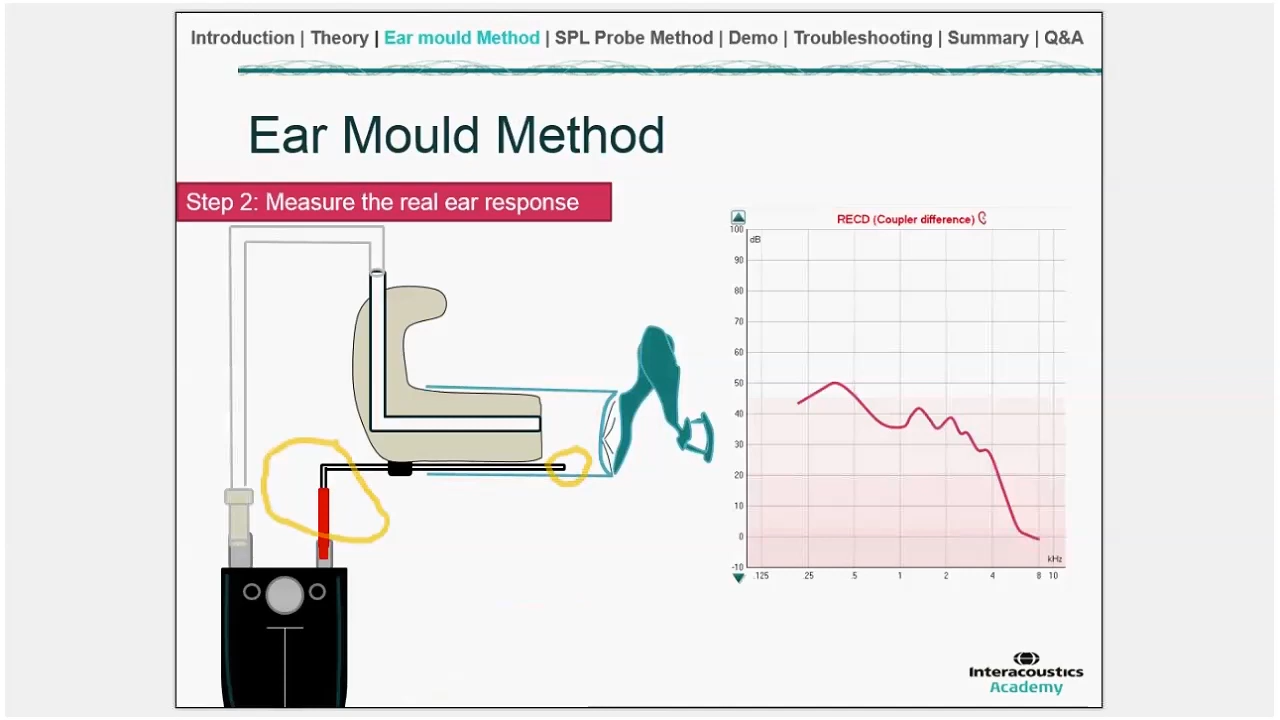 Introduction | Theory | Ear mould Method | SPL Probe Method | Demo | Troubleshooting | Summary | Q&A
Ear Mould Method
Step 2: Measure the real ear response
RECD (Coupler difference)
100
dB
90
80
70
60
50
40
30
20
10
0
kHz
-10
.125 .25 .5 1 2 4 8 10
Interacoustics
Academy